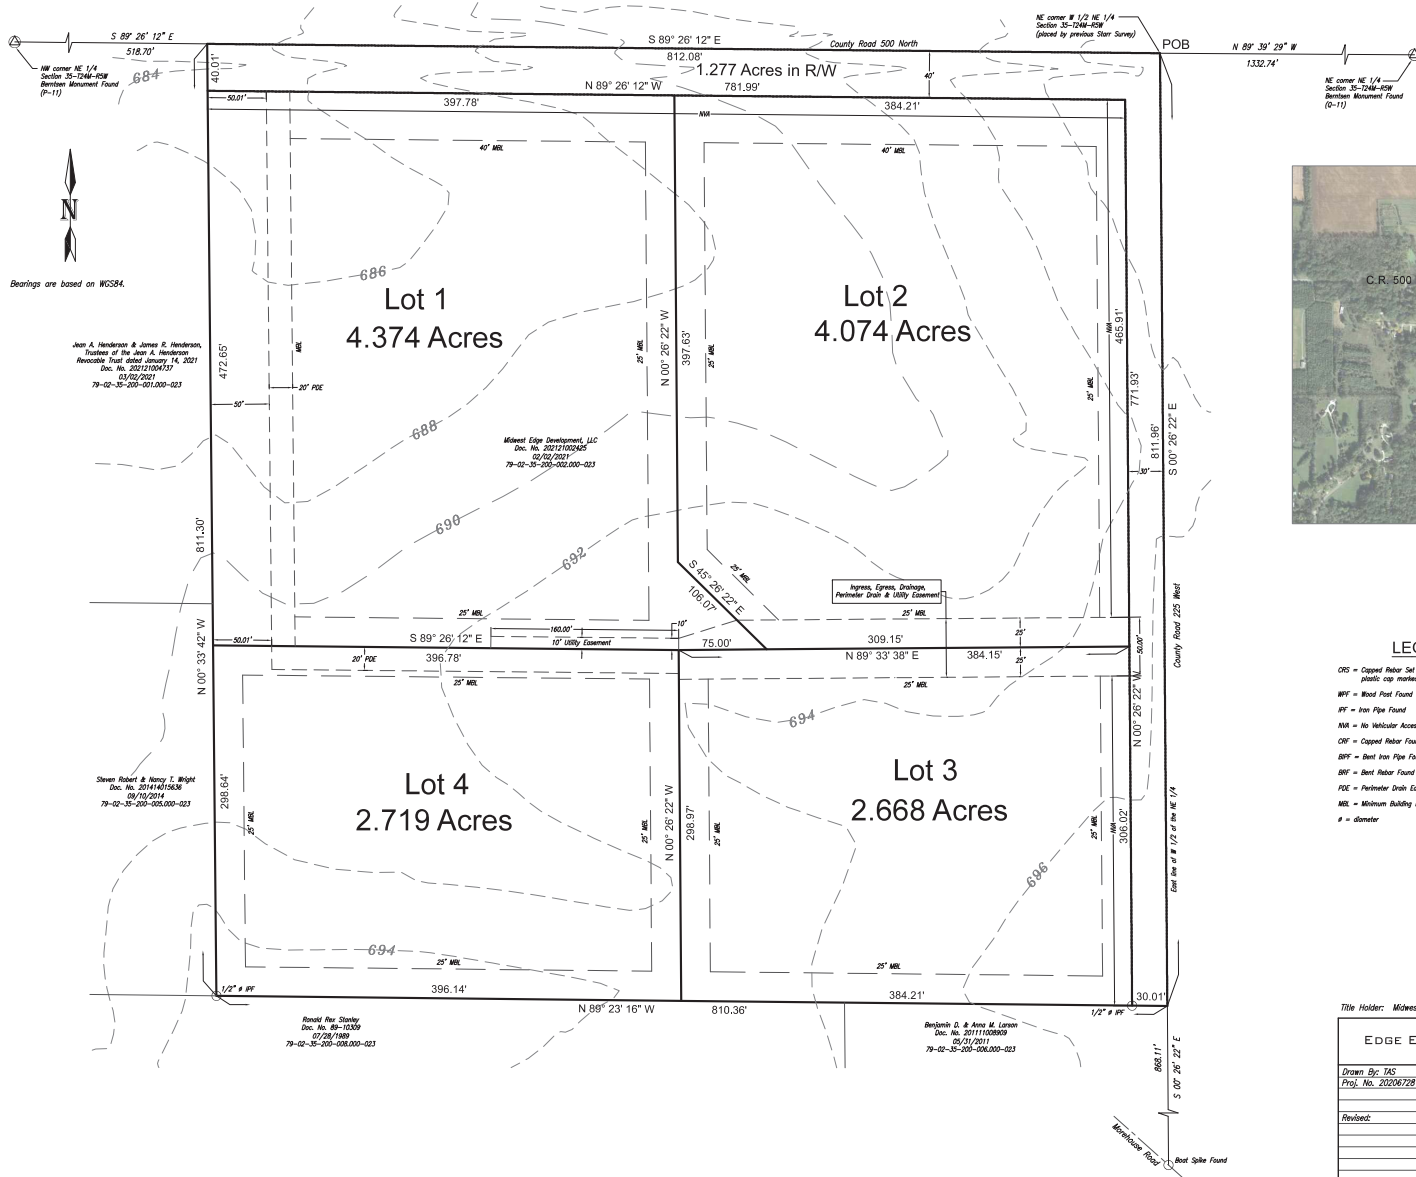 S 89° 26' 12" E
518.70'
NW corner NE 1/4
Section 35-T24M-R5W
Berntsen Monument Found
(P-11)
684
40.01'
S 89° 26' 12" E
812.08'
County Road 500 North
1.277 Acres in R/W
N 89° 26' 12" W
781.99'
40'
NE corner W 1/2 NE 1/4
Section 35-T24M-R5W
(placed by previous Starr Survey)
POB
N 89° 39' 29" W
1332.74'
NE corner NE 1/4
Section 35-T24M-R5W
Berntsen Monument Found
(Q-11)
50.01'
397.78'
384.21'
NVA
40' MBL
40' MBL
N
Bearings are based on WGS84.
686
Lot 1
4.374 Acres
Lot 2
4.074 Acres
C.R. 500
Jean A. Henderson & James R. Henderson,
Trustees of the Jean A. Henderson
Revocable Trust dated January 14, 2021
Doc. No. 202121004737
03/02/2021
79-02-35-200-001.000-023
472.65'
MBL
20' PDE
50'
25' MBL
N 00° 26' 22" W
397.63'
25' MBL
25' MBL
NVA
465.91'
771.93'
811.96'
S 00° 26' 22" E
30'
688
Midwest Edge Development, LLC
Doc. No. 202121002425
02/02/2021
79-02-35-200-002.000-023
690
692
811.30'
N 00° 33' 42" W
25' MBL
S 45° 26' 22" E
106.07'
Ingress, Egress, Drainage,
Perimeter Drain & Utility Easement
25' MBL
25' MBL
County Road 225 West
50.01'
S 89° 26' 12" E
396.78'
160.00'
10'
10' Utility Easement
75.00'
309.15'
N 89° 33' 38" E
384.15'
25'
25'
50.00'
20' PDE
25' MBL
25' MBL
694
N 00° 26' 22" W
LEG
CRS = Capped Rebar Set
plastic cap marke
WPF = Wood Post Found
IPF = Iron Pipe Found
NVA = No Vehicular Acces
CRF = Capped Rebar Fou
BIPF = Bent Iron Pipe Fo
BRF = Bent Rebar Found
PDE = Perimeter Drain Ea
MBL = Minimum Building
ø = diameter
Steven Robert & Nancy T. Wright
Doc. No. 201414015636
09/10/2014
79-02-35-200-005.000-023
298.64'
25' MBL
Lot 4
2.719 Acres
25' MBL
N 00° 26' 22" W
298.97'
25' MBL
Lot 3
2.668 Acres
25' MBL
NVA
306.02'
East line of W 1/2 of the NE 1/4
696
694
25' MBL
25' MBL
1/2" ø IPF
396.14'
N 89° 23' 16" W
810.36'
384.21'
30.01'
1/2" ø IPF
Ronald Rex Stanley
Doc. No. 89-10309
07/28/1989
79-02-35-200-008.000-023
Benjamin D. & Anna M. Larson
Doc. No. 201111008909
05/31/2011
79-02-35-200-006.000-023
868.11'
S 00° 26' 22" E
Morehouse Road
Boat Spike Found
Title Holder: Midwes
EDGE E
Drawn By: TAS
Proj. No. 20206728
Revised: